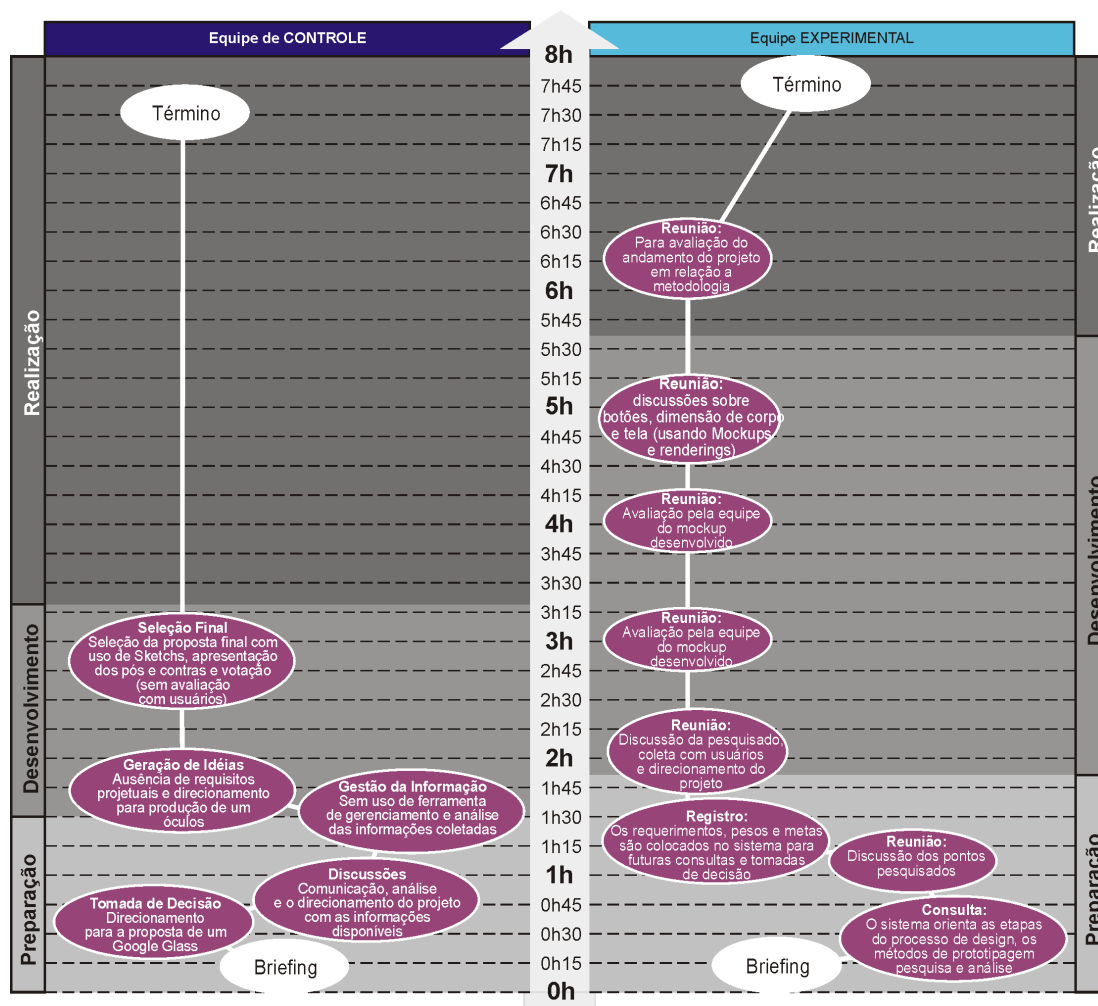 Equipe de CONTROLE
Equipe EXPERIMENTAL
8h
7h45
7h30
7h15
7h
6h45
6h30
6h15
6h
5h45
5h30
5h15
5h
4h45
4h30
4h15
4h
3h45
3h30
3h15
3h
2h45
2h30
2h15
2h
1h45
1h30
1h15
1h
0h45
0h30
0h15
0h
Realização
Desenvolvimento
Preparação
Término
Seleção Final
Seleção da proposta final com
uso de Sketchs, apresentação
dos pós e contras e votação
(sem avaliação
com usuários)
Geração de Idéias
Ausência de requisitos
projetuais e direcionamento
para produção de um
óculos
Gestão da Informação
Sem uso de ferramenta
de gerenciamento e análise
das informações coletadas
Discussões
Comunicação, análise
e o direcionamento do projeto
com as informações
disponíveis
Tomada de Decisão
Direcionamento
para a proposta de um
Google Glass
Briefing
Término
Reunião:
Para avaliação do
andamento do projeto
em relação a
metodologia
Reunião:
discussões sobre
botões, dimensão de corpo
e tela (usando Mockups
e renderings)
Reunião:
Avaliação pela equipe
do mockup
desenvolvido
Reunião:
Avaliação pela equipe
do mockup
desenvolvido
Reunião:
Discussão da pesquisado,
coleta com usuários
e direcionamento do
projeto
Registro:
Os requerimentos, pesos e metas
são colocados no sistema para
futuras consultas e tomadas
de decisão
Reunião:
Discussão dos pontos
pesquisados
Consulta:
O sistema orienta as etapas
do processo de design, os
métodos de prototipagem
pesquisa e análise
Briefing
Realização
Desenvolvimento
Preparação